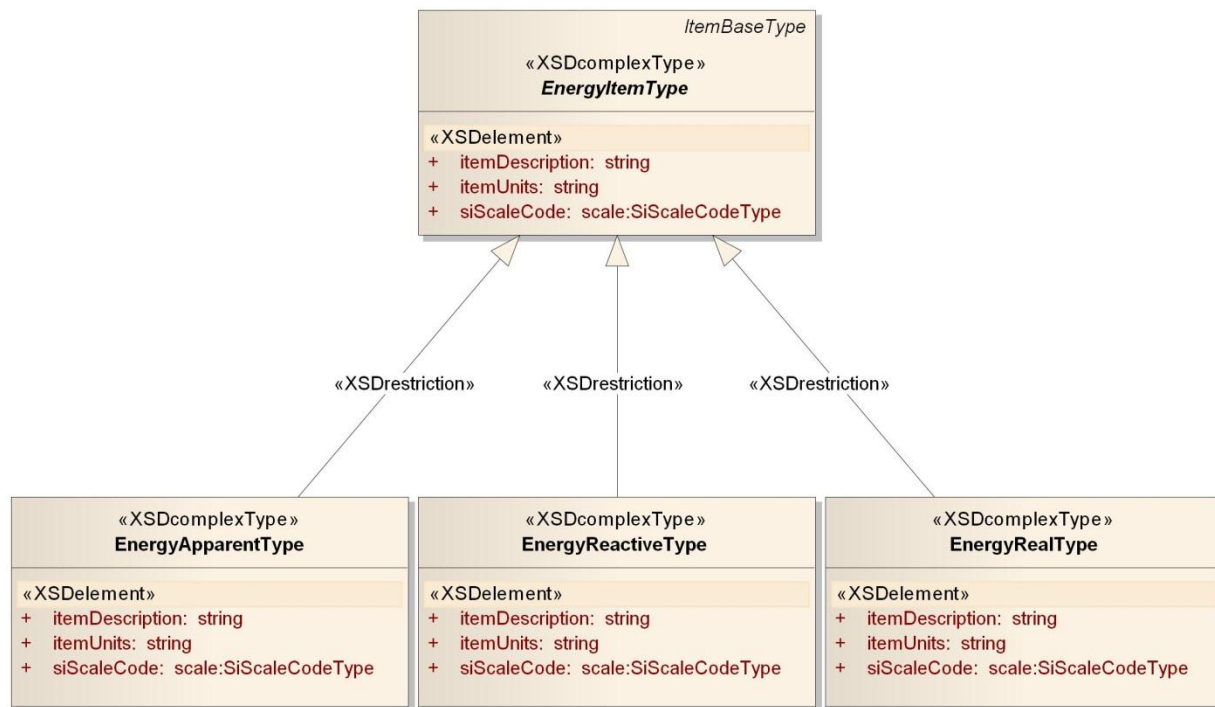 ItemBaseType
«XSDcomplexType»
EnergyItemType
«XSDelement»
+ itemDescription: string
+ itemUnits: string
+ siScaleCode: scale:SiScaleCodeType
«XSDrestriction»
«XSDrestriction»
«XSDrestriction»
«XSDcomplexType»
EnergyApparentType
«XSDelement»
+ itemDescription: string
+ itemUnits: string
+ siScaleCode: scale:SiScaleCodeType
«XSDcomplexType»
EnergyReactiveType
«XSDelement»
+ itemDescription: string
+ itemUnits: string
+ siScaleCode: scale:SiScaleCodeType
«XSDcomplexType»
EnergyRealType
«XSDelement»
+ itemDescription: string
+ itemUnits: string
+ siScaleCode: scale:SiScaleCodeType